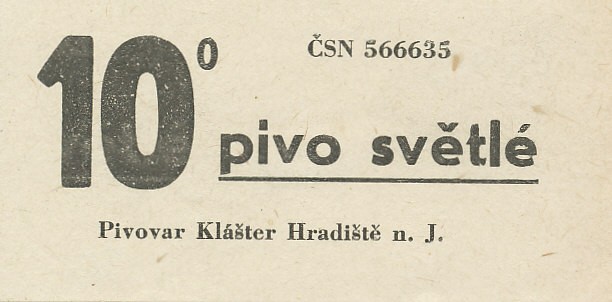 10° ČSN 566635
pivo světlé
Pivovar Klášter Hradiště n. J.